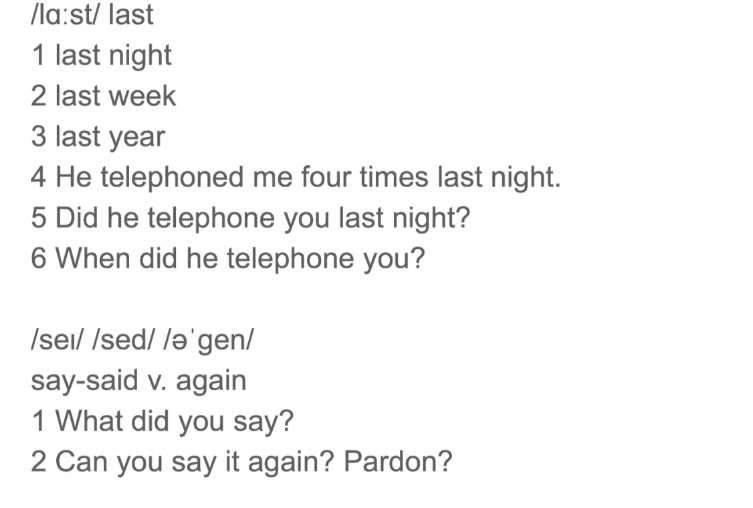 /lɑːst/ last
1 last night
2 last week
3 last year
4 He telephoned me four times last night.
5 Did he telephone you last night?
6 When did he telephone you?
/seɪ/ /sed/ /əˈgen/
say-said v. again
1 What did you say?
2 Can you say it again? Pardon?